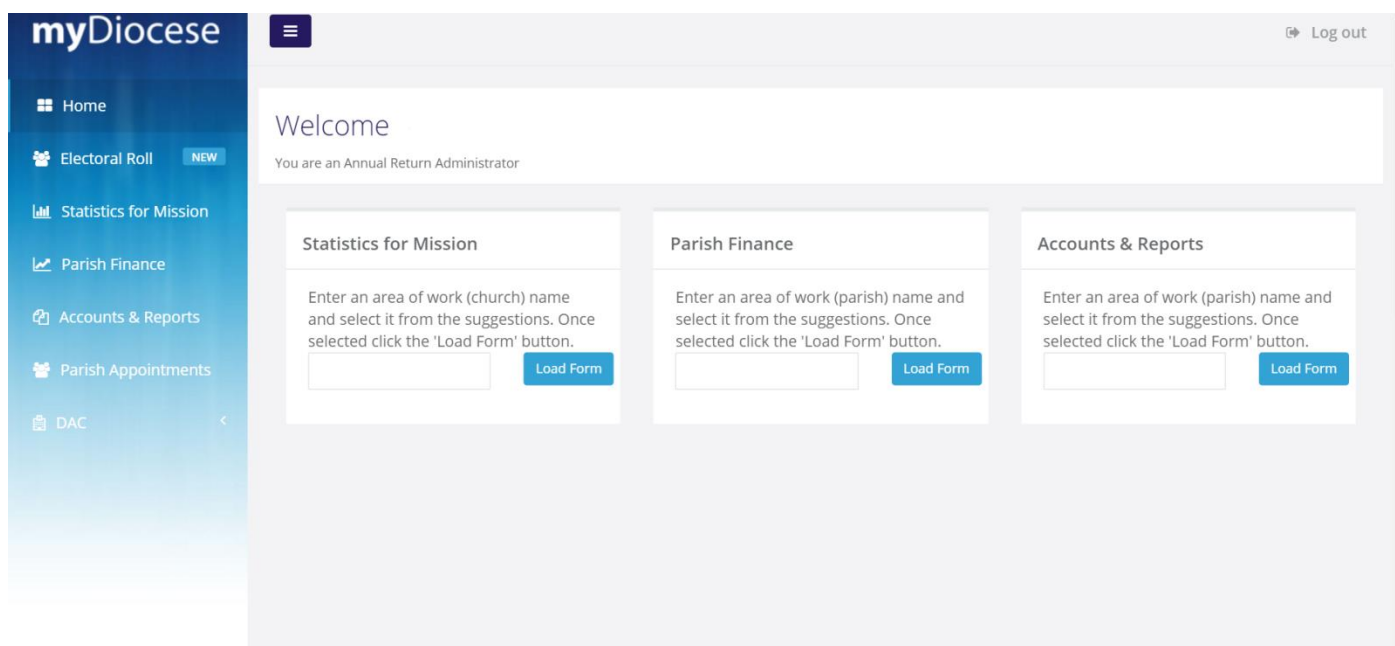 myDiocese
Log out
Home
Electoral Roll NEW
Statistics for Mission
Parish Finance
Accounts & Reports
Parish Appointments
DAC
Welcome
You are an Annual Return Administrator
Statistics for Mission
Enter an area of work (church) name
and select it from the suggestions. Once
selected click the 'Load Form' button.
Load Form
Parish Finance
Enter an area of work (parish) name and
select it from the suggestions. Once
selected click the 'Load Form' button.
Load Form
Accounts & Reports
Enter an area of work (parish) name and
select it from the suggestions. Once
selected click the 'Load Form' button.
Load Form